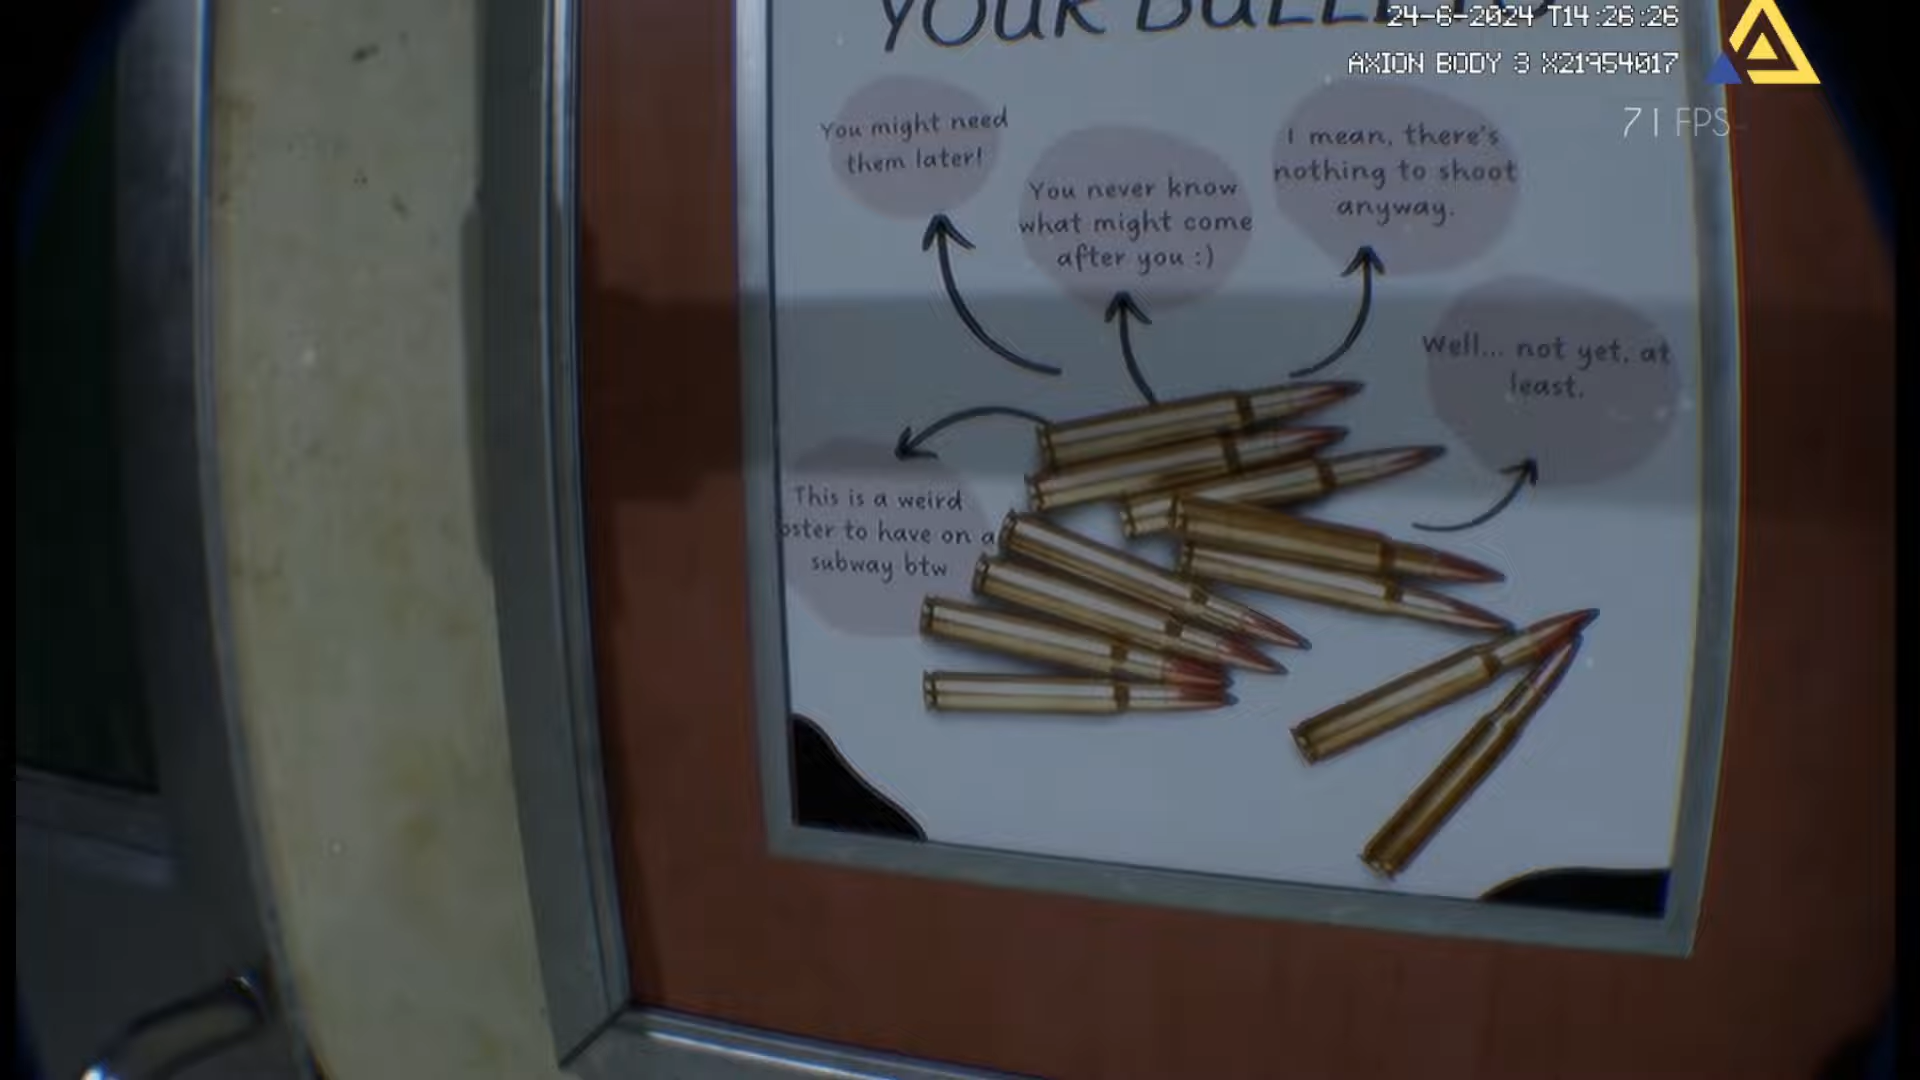 YOUR BULLETS
24-6-2024 T14:26:26
AXION BODY 3 X21954017
71 FPS
You might need
them later!
You never know
what might come
after you :)
I mean, there's
nothing to shoot
anyway.
Well... not yet, at
least.
This is a weird
oster to have on a
subway btw